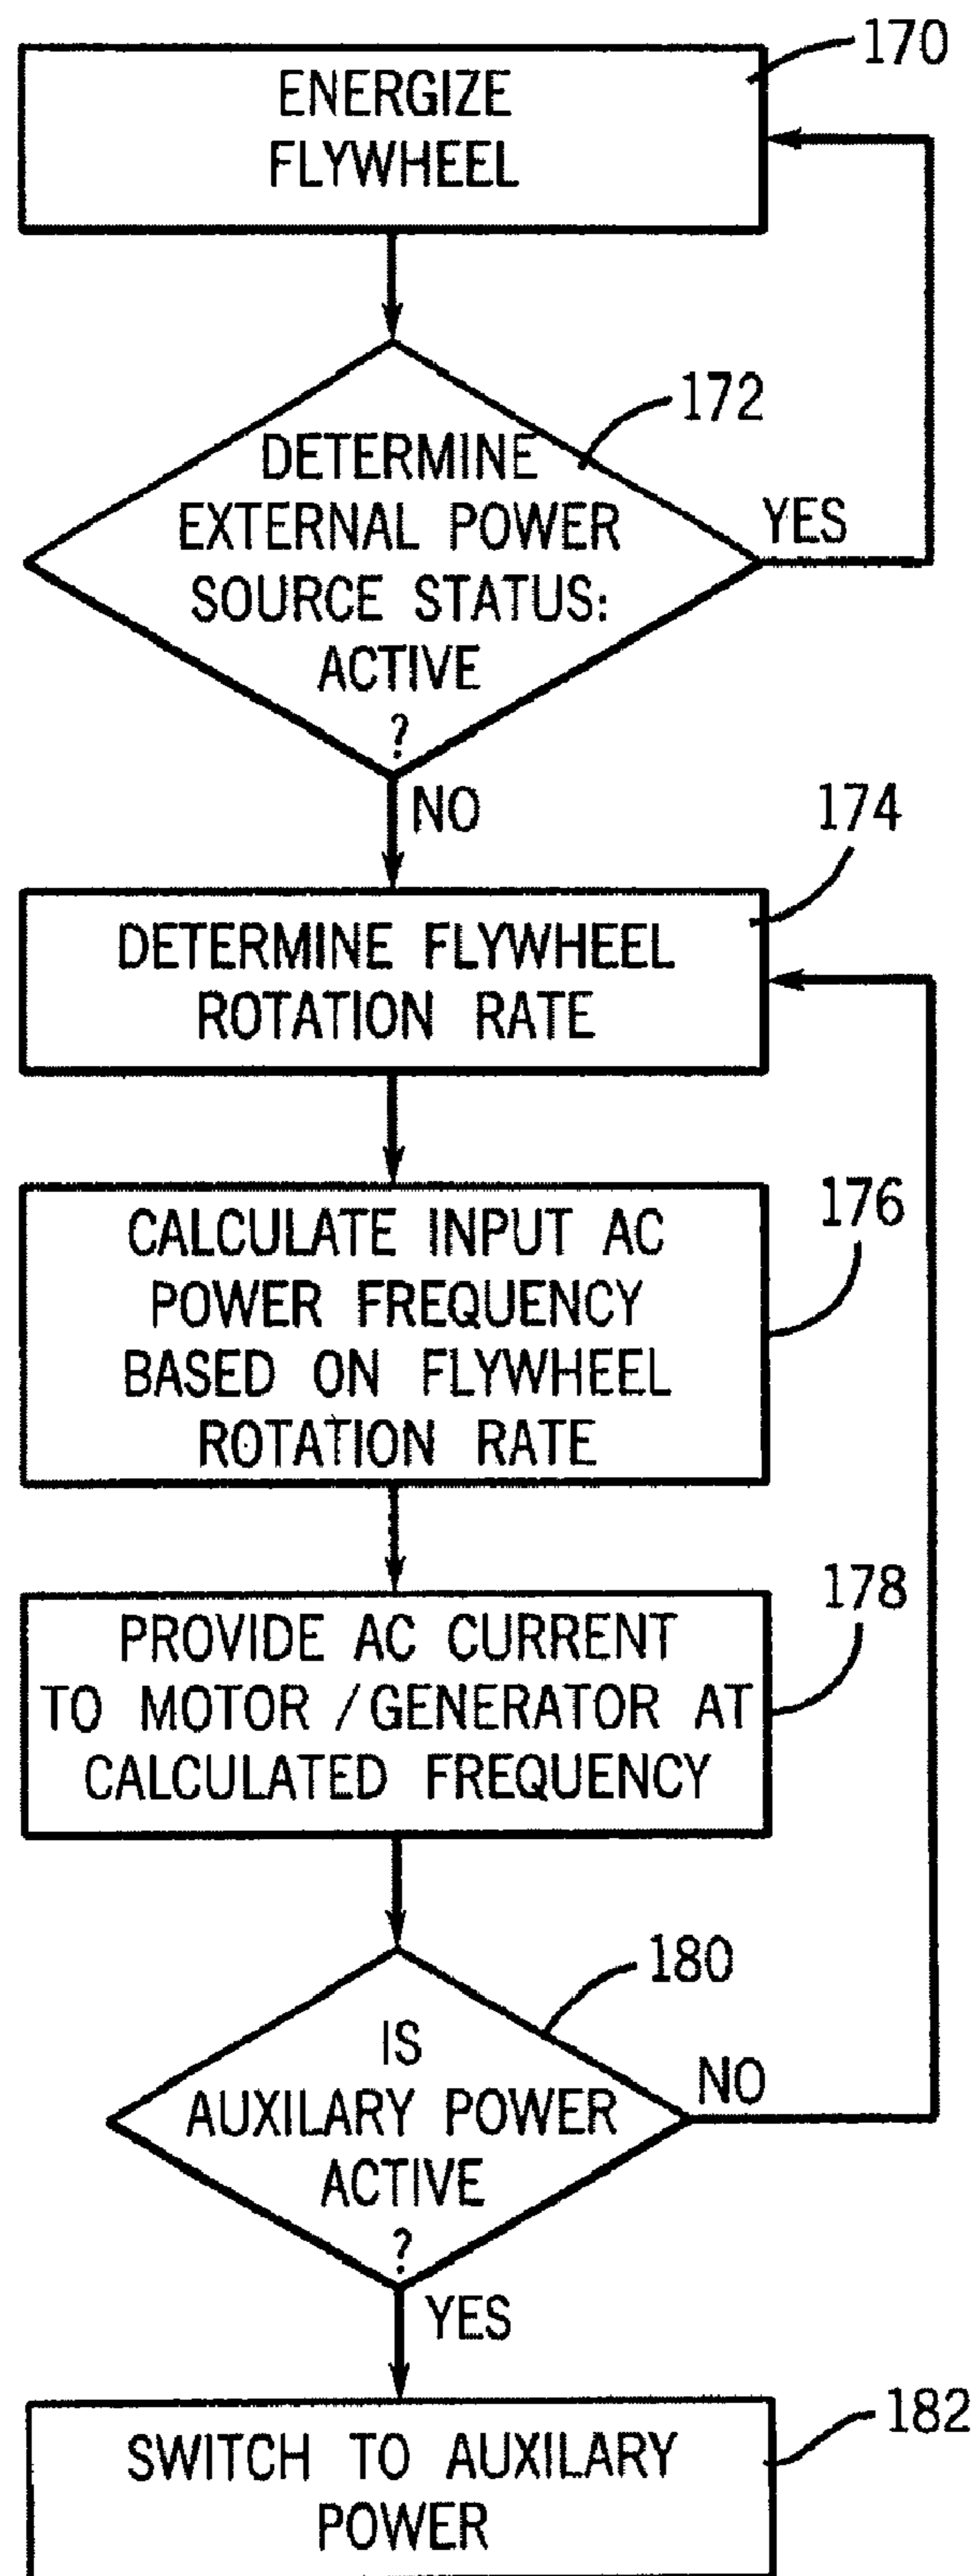 170
ENERGIZE
FLYWHEEL
172
DETERMINE
EXTERNAL POWER
SOURCE STATUS:
ACTIVE
?
YES
NO
174
DETERMINE FLYWHEEL
ROTATION RATE
176
CALCULATE INPUT AC
POWER FREQUENCY
BASED ON FLYWHEEL
ROTATION RATE
178
PROVIDE AC CURRENT
TO MOTOR / GENERATOR AT
CALCULATED FREQUENCY
180
IS
AUXILARY POWER
ACTIVE
?
NO
YES
182
SWITCH TO AUXILARY
POWER